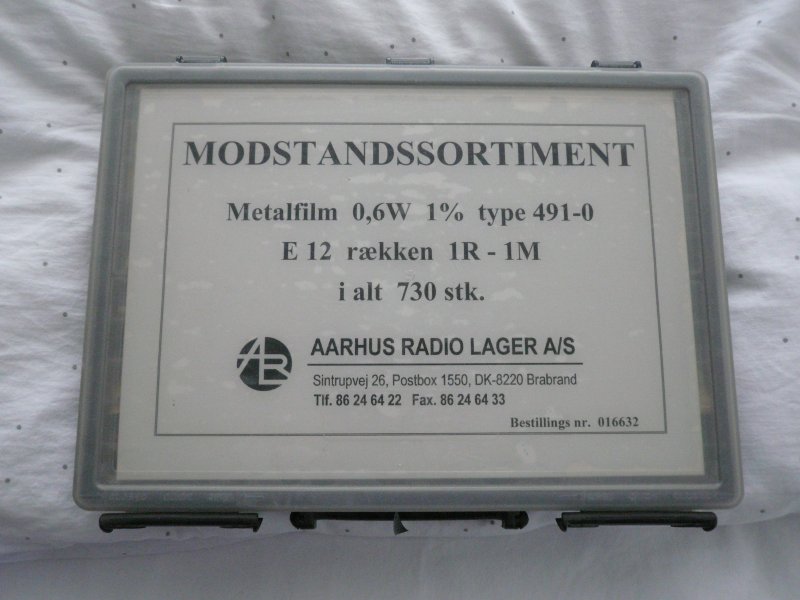 MODSTANDSSORTIMENT
Metalfilm 0,6W 1% type 491-0
E 12 rækken 1R - 1M
i alt 730 stk.
AR
AARHUS RADIO LAGER A/S
Sintrupvej 26, Postbox 1550, DK-8220 Brabrand
Tlf. 86 24 64 22 Fax. 86 24 64 33
Bestillings nr. 016632